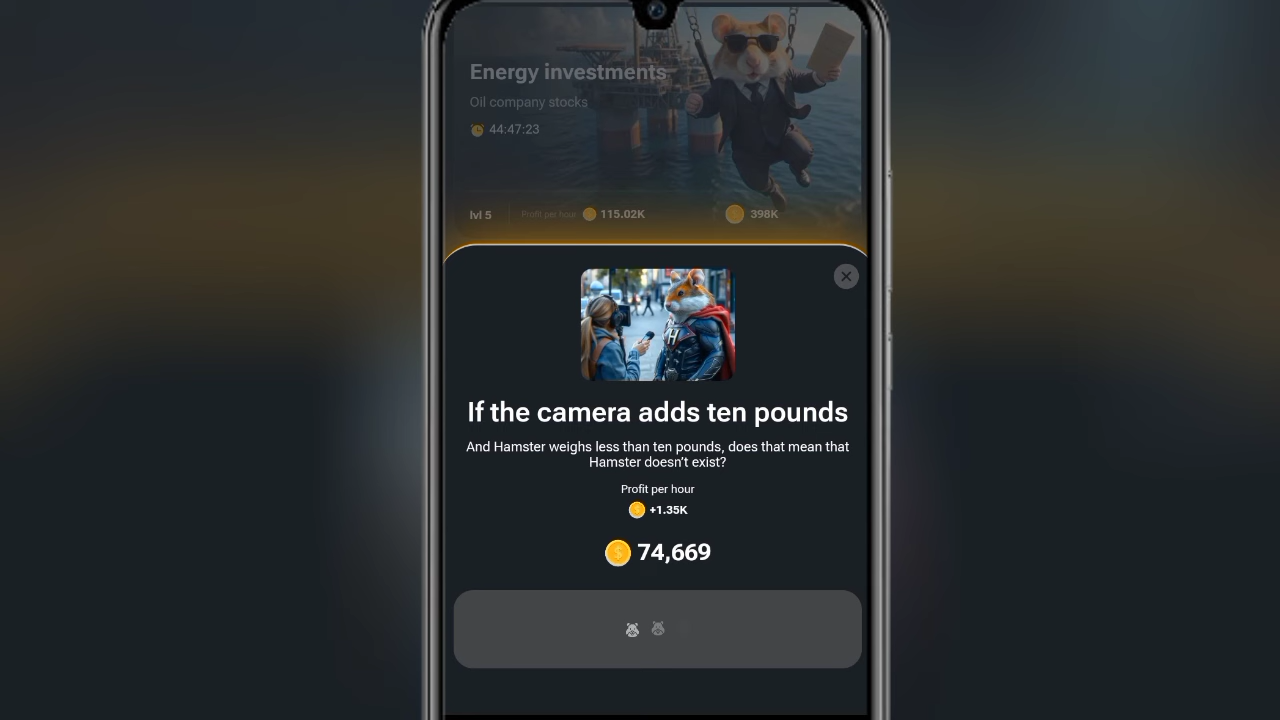 Energy investments
Oil company stocks
44:47:23
lvl 5
Profit per hour
115.02K
398K
H
If the camera adds ten pounds
And Hamster weighs less than ten pounds, does that mean that
Hamster doesn't exist?
Profit per hour
+1.35K
74,669